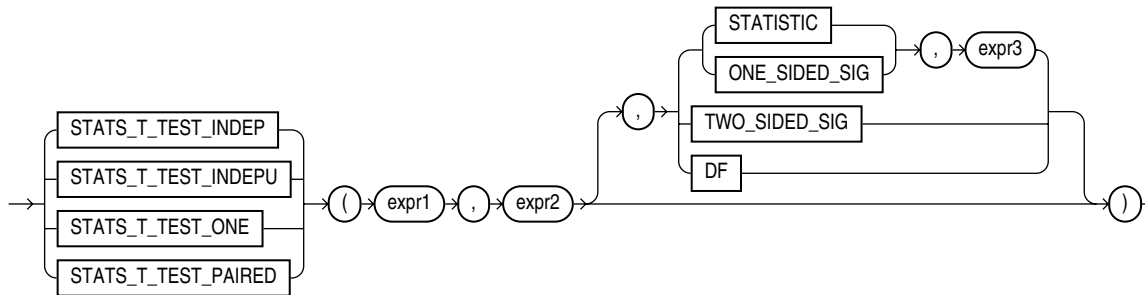 STATISTIC
ONE_SIDED_SIG
, expr3
STATS_T_TEST_INDEP
STATS_T_TEST_INDEPU
STATS_T_TEST_ONE
STATS_T_TEST_PAIRED
( expr1 , expr2
,
TWO_SIDED_SIG
DF
)